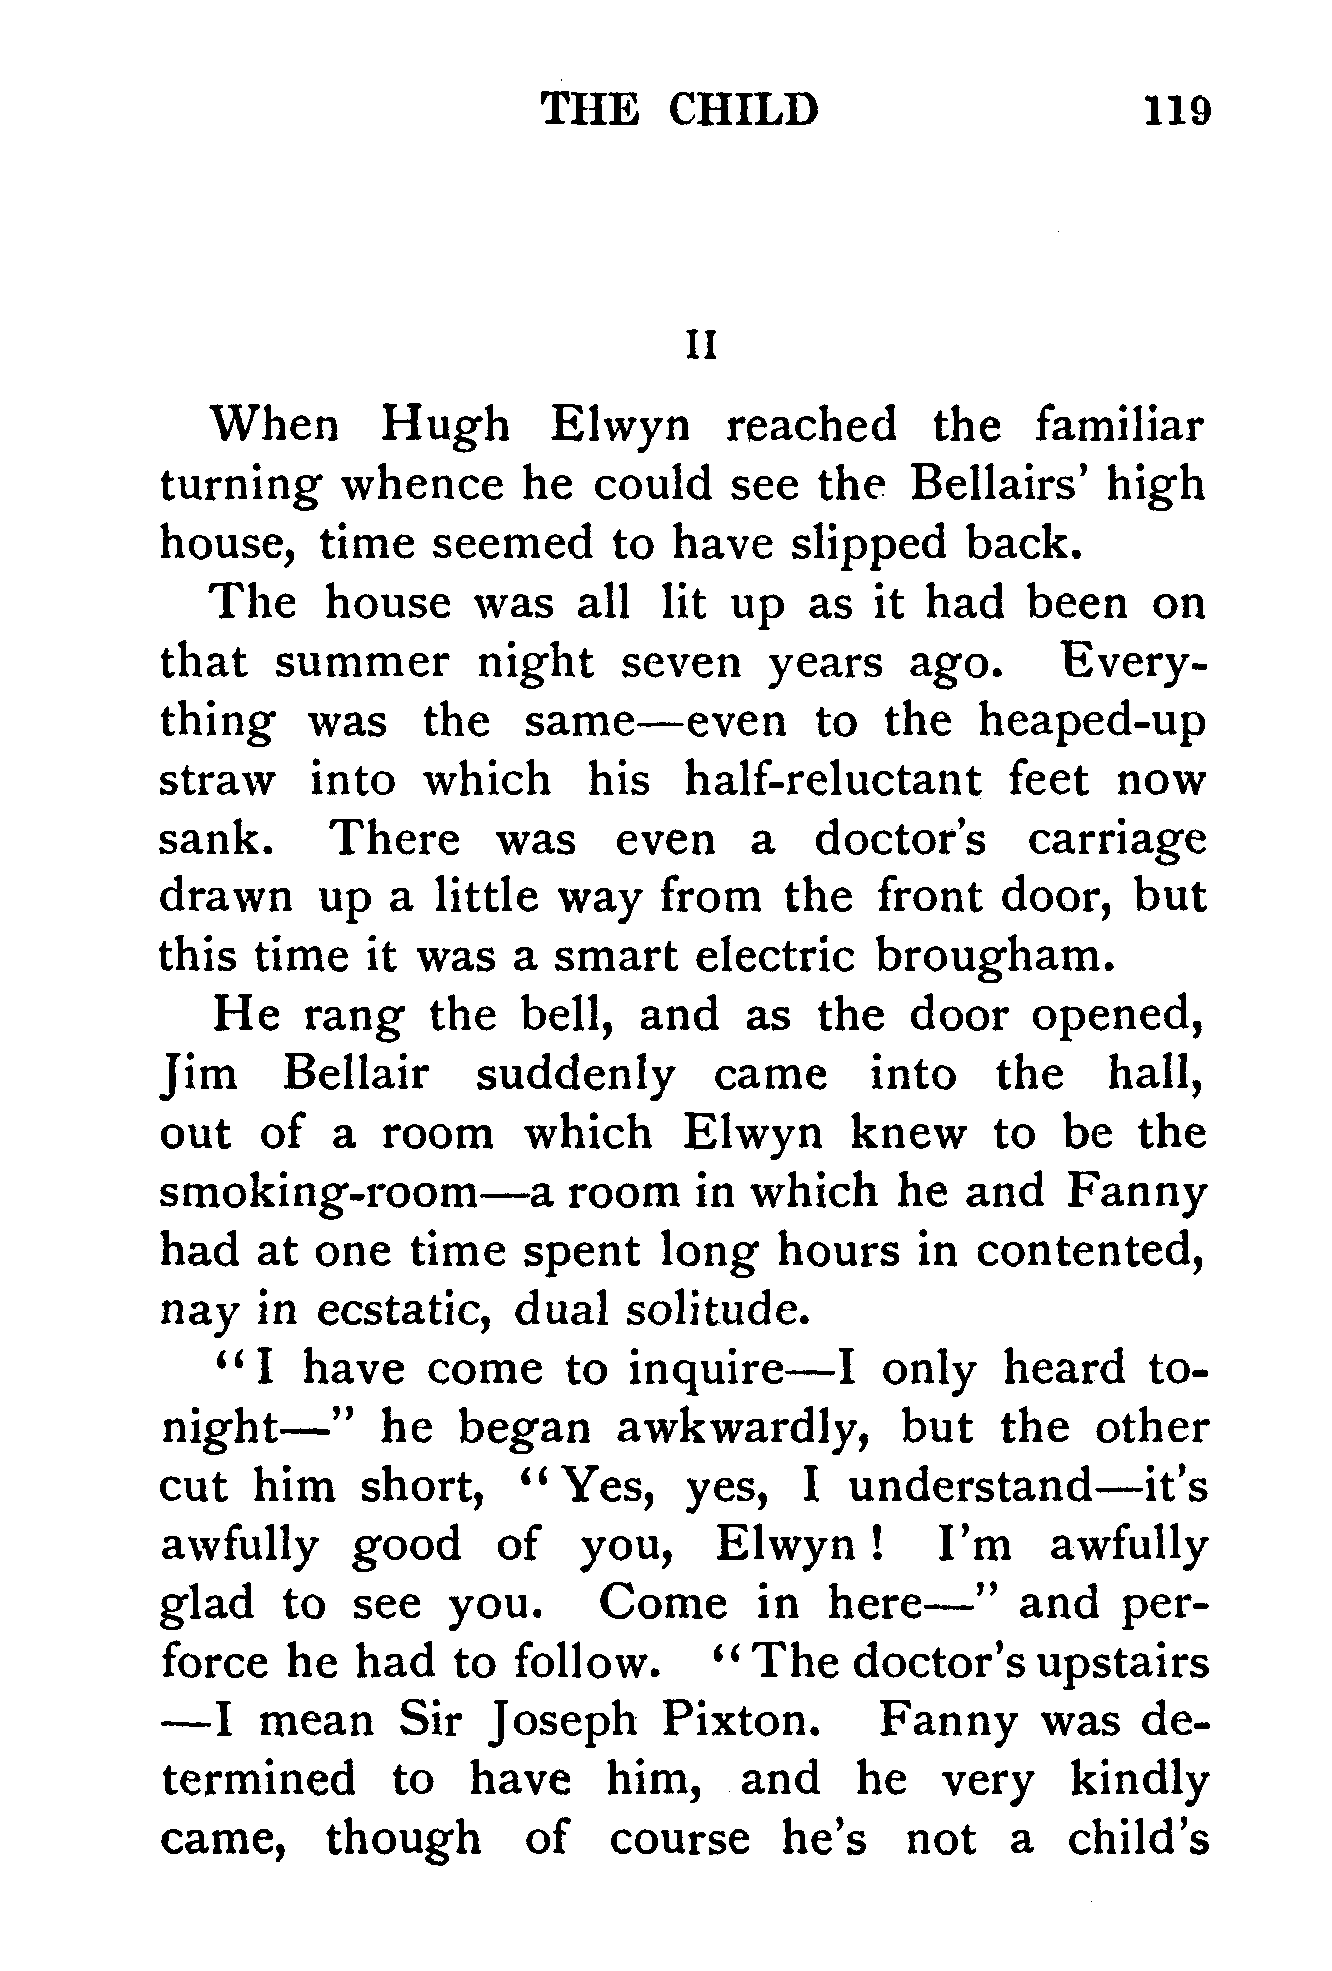 THE CHILD 119
II
When Hugh Elwyn reached the familiar
turning whence he could see the Bellairs' high
house, time seemed to have slipped back.
The house was all lit up as it had been on
that summer night seven years ago. Every-
thing was the same—even to the heaped-up
straw into which his half-reluctant feet now
sank. There was even a doctor's carriage
drawn up a little way from the front door, but
this time it was a smart electric brougham.
He rang the bell, and as the door opened,
Jim Bellair suddenly came into the hall,
out of a room which Elwyn knew to be the
smoking-room—a room in which he and Fanny
had at one time spent long hours in contented,
nay in ecstatic, dual solitude.
“I have come to inquire—I only heard to-
night—” he began awkwardly, but the other
cut him short, “Yes, yes, I understand—it's
awfully good of you, Elwyn! I'm awfully
glad to see you. Come in here—” and per-
force he had to follow. “The doctor's upstairs
—I mean Sir Joseph Pixton. Fanny was de-
termined to have him, and he very kindly
came, though of course he's not a child's